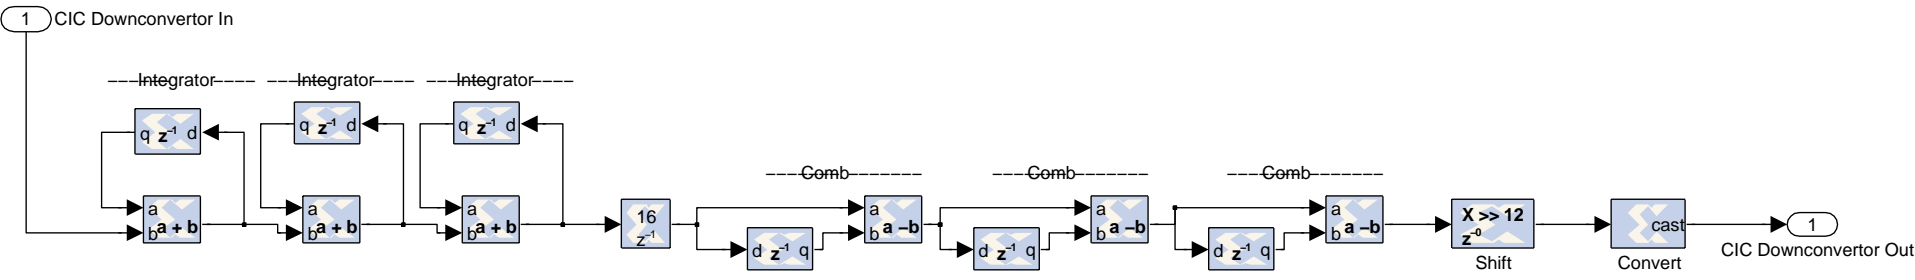 1 CIC Downconvertor In
---Integrator---- ---Integrator---- ---Integrator----
q z⁻¹ d
q z⁻¹ d
q z⁻¹ d
a
b a + b
a
b a + b
a
b a + b
16
z⁻¹
----Comb-------- ----Comb-------- ----Comb--------
a
b a – b
d z⁻¹ q
a
b a – b
d z⁻¹ q
a
b a – b
d z⁻¹ q
X >> 12
z⁻⁰
Shift
cast
Convert
1
CIC Downconvertor Out